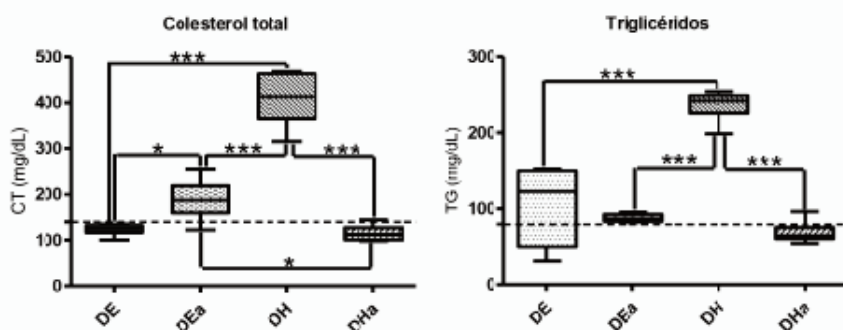 Colesterol total
CT (mg/dL)
500
400
300
200
100
0
***
*
***
***
*
DE
DEa
DH
DHa
Triglicéridos
TG (mg/dL)
300
200
100
0
***
***
***
DE
DEa
DH
DHa